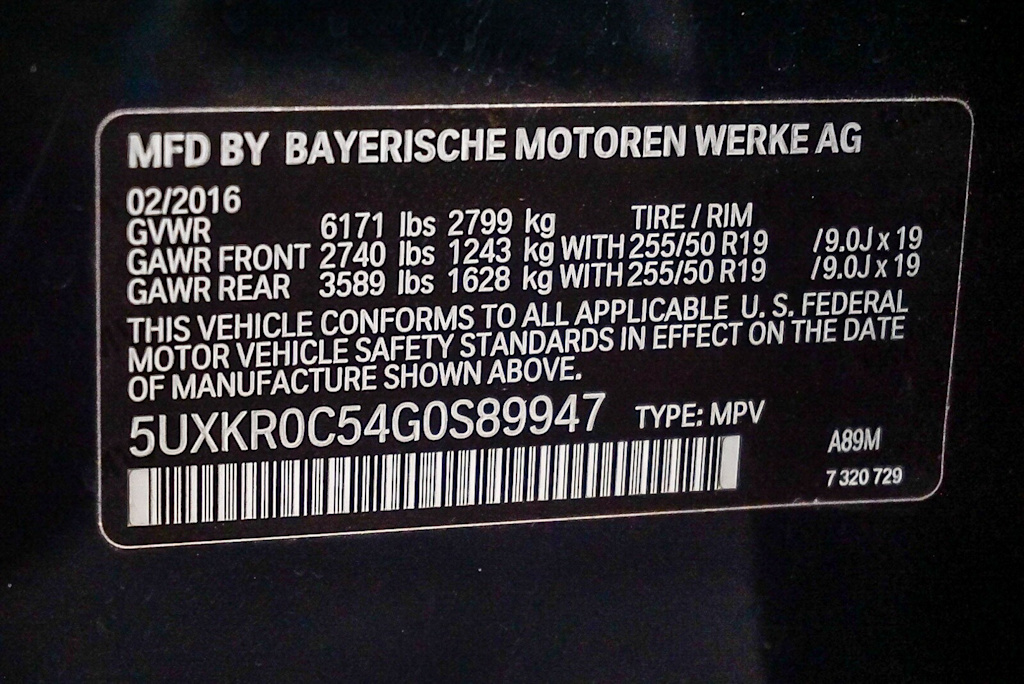 MFD BY BAYERISCHE MOTOREN WERKE AG
02/2016
GVWR 6171 lbs 2799 kg TIRE / RIM
GAWR FRONT 2740 lbs 1243 kg WITH 255/50 R19 /9.0J x 19
GAWR REAR 3589 lbs 1628 kg WITH 255/50 R19 /9.0J x 19
THIS VEHICLE CONFORMS TO ALL APPLICABLE U. S. FEDERAL
MOTOR VEHICLE SAFETY STANDARDS IN EFFECT ON THE DATE
OF MANUFACTURE SHOWN ABOVE.
5UXKR0C54G0S89947 TYPE: MPV
A89M
7 320 729